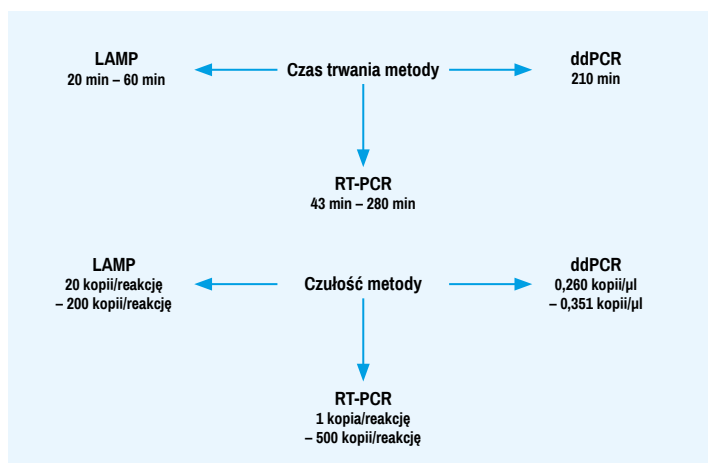 LAMP
20 min – 60 min
Czas trwania metody
ddPCR
210 min
RT-PCR
43 min – 280 min
LAMP
20 kopii/reakcję
– 200 kopii/reakcję
Czułość metody
ddPCR
0,260 kopii/µl
– 0,351 kopii/µl
RT-PCR
1 kopia/reakcję
– 500 kopii/reakcję